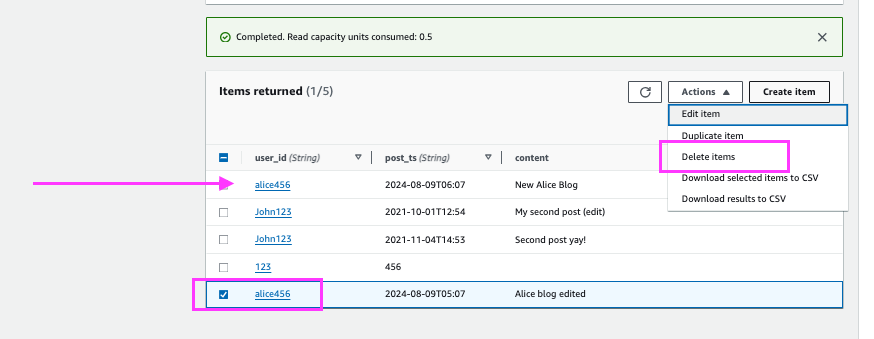 Completed. Read capacity units consumed: 0.5
Items returned (1/5)
Actions
Create item
Edit item
Duplicate item
Delete items
Download selected items to CSV
Download results to CSV
user_id (String) post_ts (String) content
alice456 2024-08-09T06:07 New Alice Blog
John123 2021-10-01T12:54 My second post (edit)
John123 2021-11-04T14:53 Second post yay!
123 456
alice456 2024-08-09T05:07 Alice blog edited